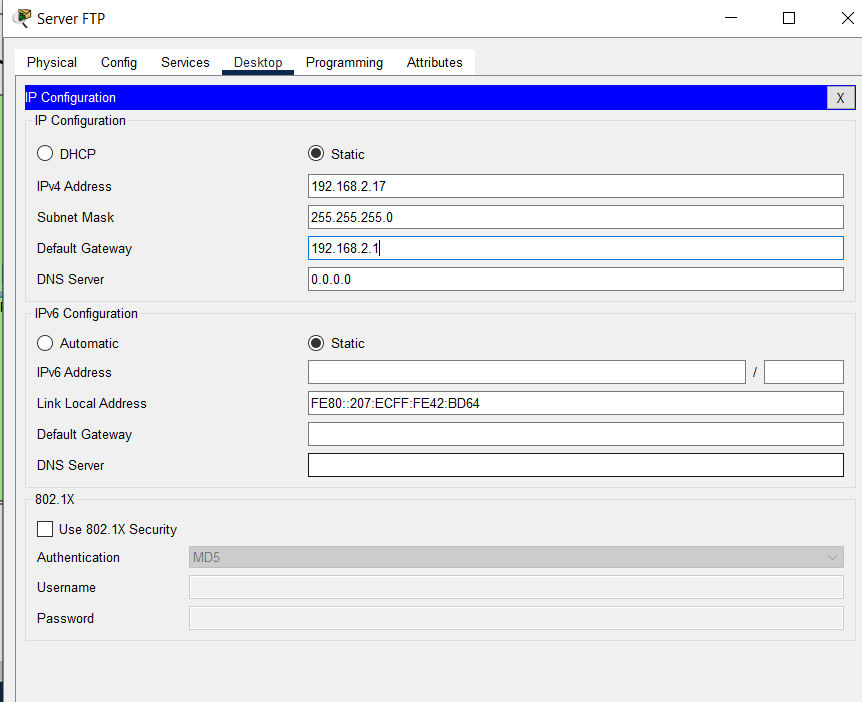 Server FTP
Physical Config Services Desktop Programming Attributes
IP Configuration X
IP Configuration
DHCP Static
IPv4 Address 192.168.2.17
Subnet Mask 255.255.255.0
Default Gateway 192.168.2.1
DNS Server 0.0.0.0
IPv6 Configuration
Automatic Static
IPv6 Address /
Link Local Address FE80::207:ECFF:FE42:BD64
Default Gateway
DNS Server
802.1X
Use 802.1X Security
Authentication MD5
Username
Password